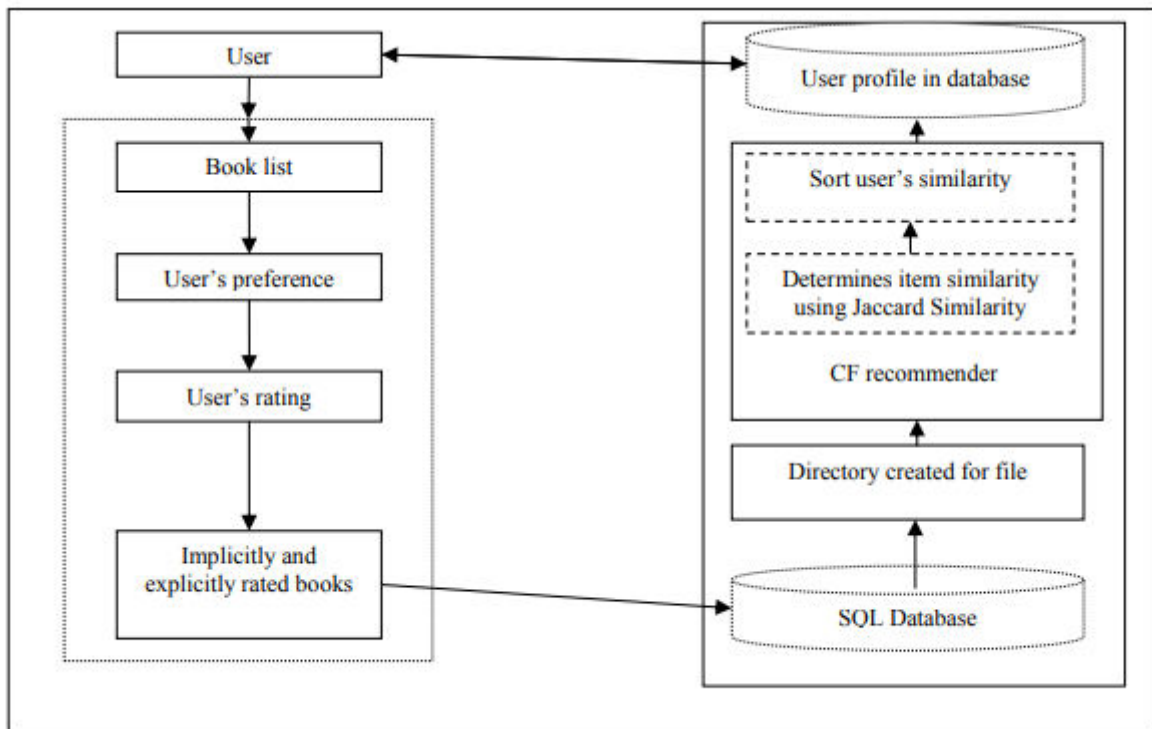 User
Book list
User’s preference
User’s rating
Implicitly and
explicitly rated books
User profile in database
Sort user’s similarity
Determines item similarity
using Jaccard Similarity
CF recommender
Directory created for file
SQL Database